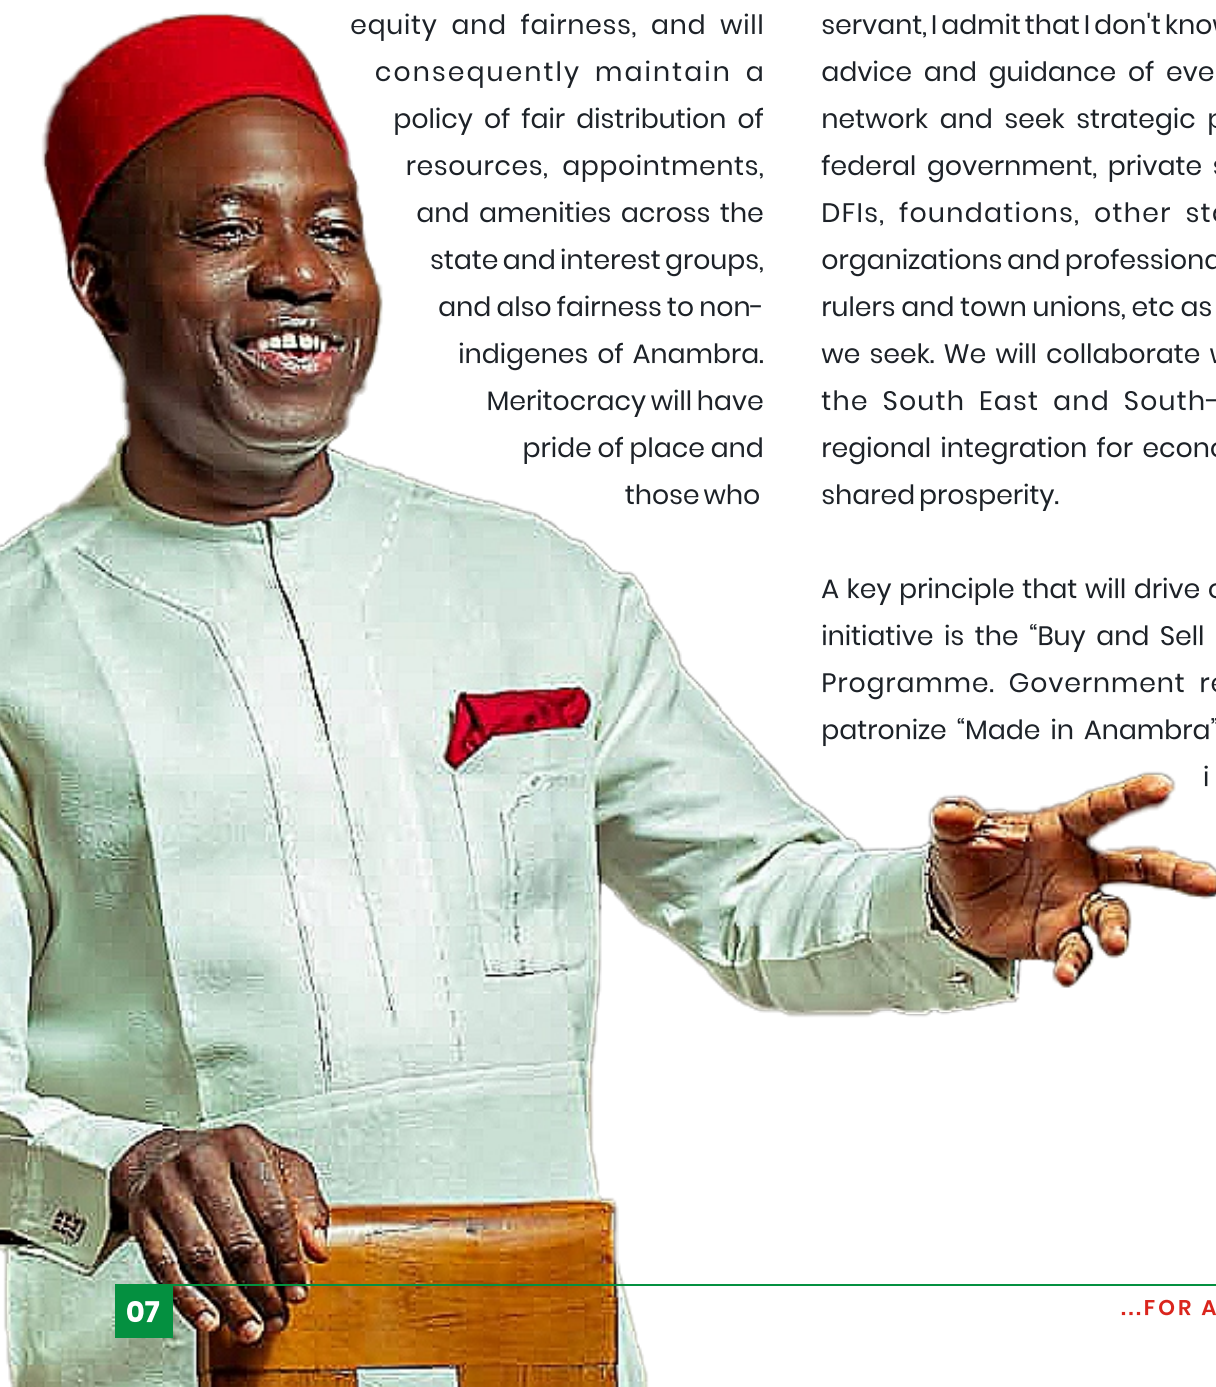 equity and fairness, and will
consequently maintain a
policy of fair distribution of
resources, appointments,
and amenities across the
state and interest groups,
and also fairness to non-
indigenes of Anambra.
Meritocracy will have
pride of place and
those who
servant, I admit that I don't
advice and guidance of
network and seek strategic
federal government, private
DFIs, foundations, other
organizations and
rulers and town unions, etc as
we seek. We will collaborate
the South East and South-
regional integration for
shared prosperity.
A key principle that will drive
initiative is the “Buy and Sell
Programme. Government
patronize “Made in Anambra”
07
...FOR A